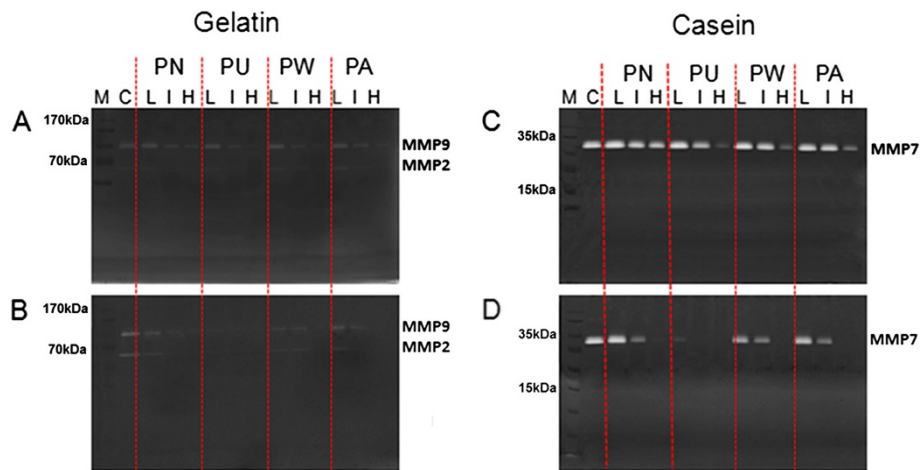 Gelatin
PN PU PW PA
M C L I H L I H L I H L I H
A
170kDa
70kDa
MMP9
MMP2
B
170kDa
70kDa
MMP9
MMP2
Casein
PN PU PW PA
M C L I H L I H L I H L I H
C
35kDa
15kDa
MMP7
D
35kDa
15kDa
MMP7